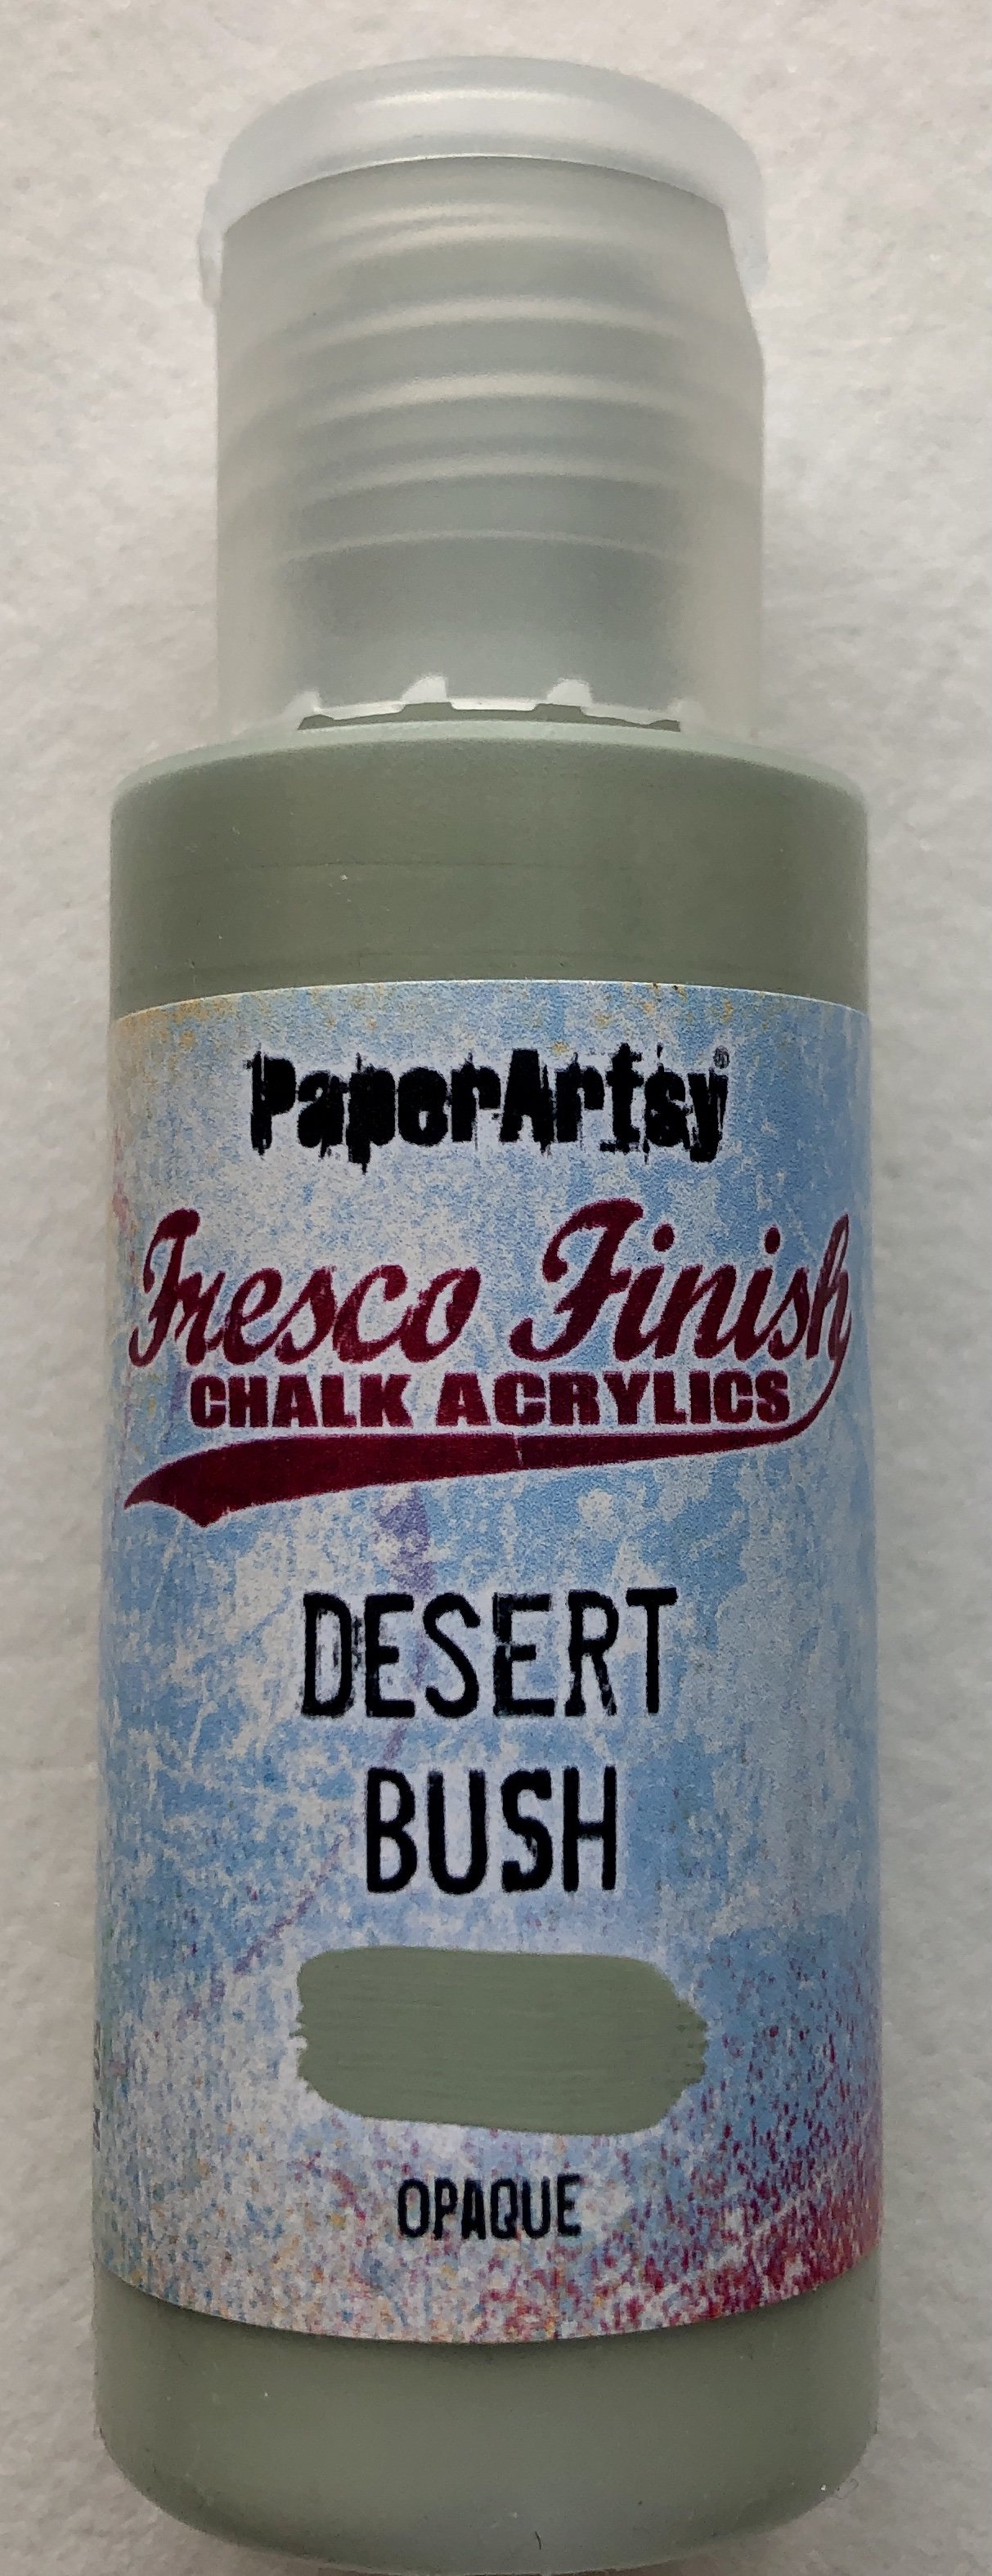 PaperArtsy®
Fresco Finish
CHALK ACRYLICS
DESERT
BUSH
OPAQUE